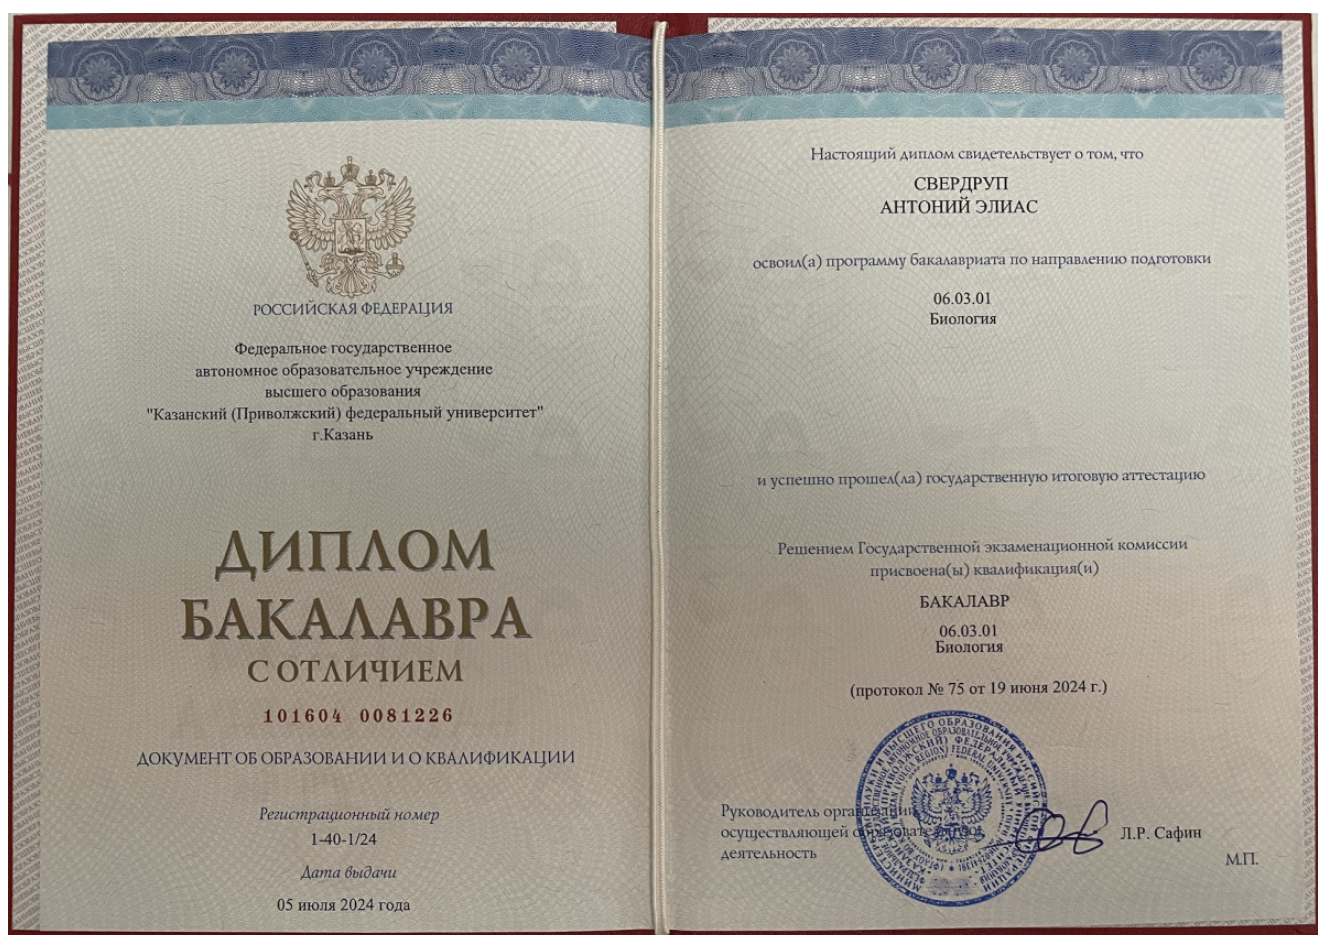 РОССИЙСКАЯ ФЕДЕРАЦИЯ
Федеральное государственное
автономное образовательное учреждение
высшего образования
"Казанский (Приволжский) федеральный университет"
г.Казань
ДИПЛОМ
БАКАЛАВРА
С ОТЛИЧИЕМ
101604 0081226
ДОКУМЕНТ ОБ ОБРАЗОВАНИИ И О КВАЛИФИКАЦИИ
Регистрационный номер
1-40-1/24
Дата выдачи
05 июля 2024 года
Настоящий диплом свидетельствует о том, что
СВЕРДРУП
АНТОНИЙ ЭЛИАС
освоил(а) программу бакалавриата по направлению подготовки
06.03.01
Биология
и успешно прошел(ла) государственную итоговую аттестацию
Решением Государственной экзаменационной комиссии
присвоена(ы) квалификация(и)
БАКАЛАВР
06.03.01
Биология
(протокол № 75 от 19 июня 2024 г.)
Руководитель организации
осуществляющей образовательную
деятельность
Л.Р. Сафин
М.П.